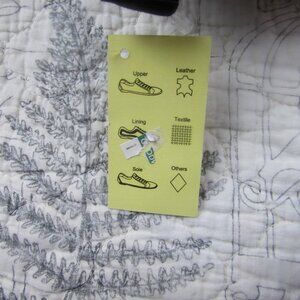 Upper Leather
Lining Textile
Sole Others